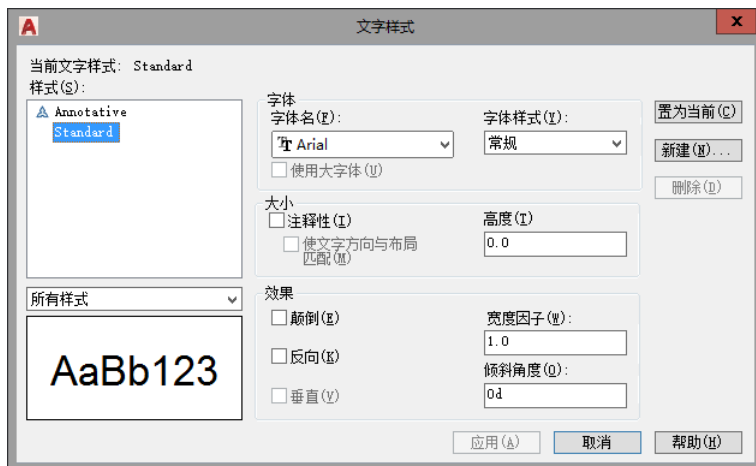 文字样式
当前文字样式: Standard
样式(S):
Annotative
Standard
所有样式
AaBb123
字体
字体名(F):
Arial
使用大字体(U)
字体样式(Y):
常规
大小
注释性(I)
使文字方向与布局
匹配(M)
高度(T)
0.0
效果
颠倒(E)
反向(K)
垂直(V)
宽度因子(W):
1.0
倾斜角度(O):
0d
置为当前(C)
新建(N)...
删除(D)
应用(A)
取消
帮助(H)